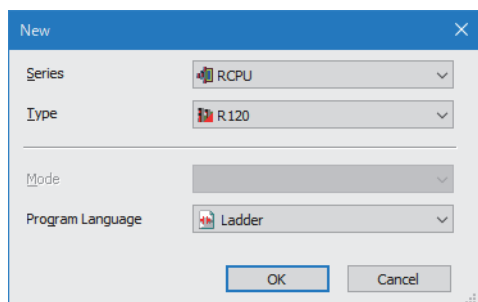 New
Series RCPU
Type R120
Mode
Program Language Ladder
OK Cancel